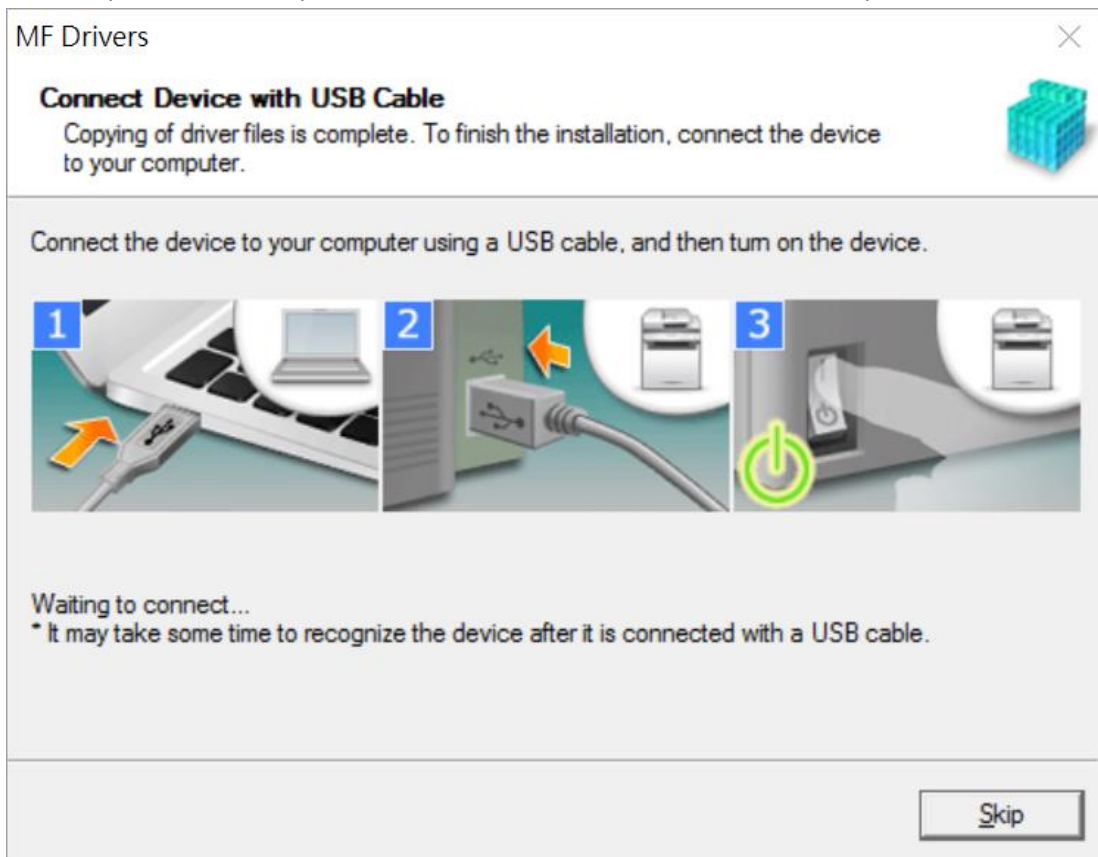 MF Drivers
Connect Device with USB Cable
Copying of driver files is complete. To finish the installation, connect the device
to your computer.
Connect the device to your computer using a USB cable, and then turn on the device.
1
2
3
Waiting to connect...
* It may take some time to recognize the device after it is connected with a USB cable.
Skip